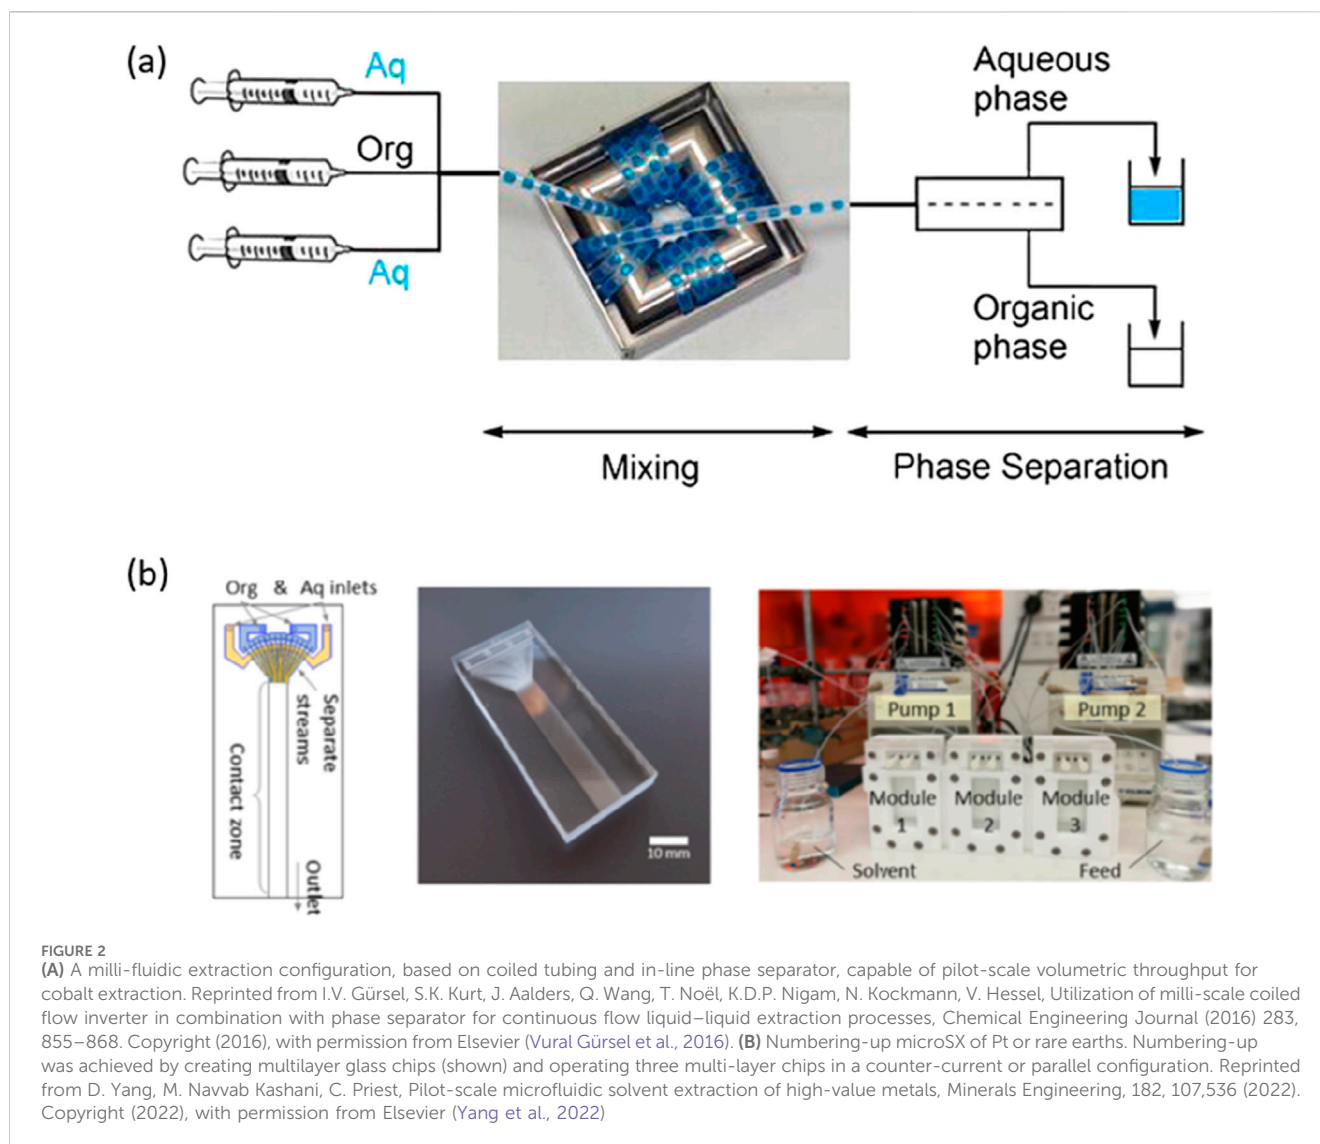 (a)
Aq
Org
Aq
Aqueous
phase
Organic
phase
Mixing
Phase Separation
(b)
Org & Aq inlets
Separate
streams
Contact zone
Outlet
10 mm
Pump 1
Pump 2
Module
1
Module
2
Module
3
Solvent
Feed
FIGURE 2
(A) A milli-fluidic extraction configuration, based on coiled tubing and in-line phase separator, capable of pilot-scale volumetric throughput for
cobalt extraction. Reprinted from I.V. Gürsel, S.K. Kurt, J. Aalders, Q. Wang, T. Noël, K.D.P. Nigam, N. Kockmann, V. Hessel, Utilization of milli-scale coiled
flow inverter in combination with phase separator for continuous flow liquid–liquid extraction processes, Chemical Engineering Journal (2016) 283,
855–868. Copyright (2016), with permission from Elsevier (Vural Gürsel et al., 2016). (B) Numbering-up microSX of Pt or rare earths. Numbering-up
was achieved by creating multilayer glass chips (shown) and operating three multi-layer chips in a counter-current or parallel configuration. Reprinted
from D. Yang, M. Navvab Kashani, C. Priest, Pilot-scale microfluidic solvent extraction of high-value metals, Minerals Engineering, 182, 107,536 (2022).
Copyright (2022), with permission from Elsevier (Yang et al., 2022)